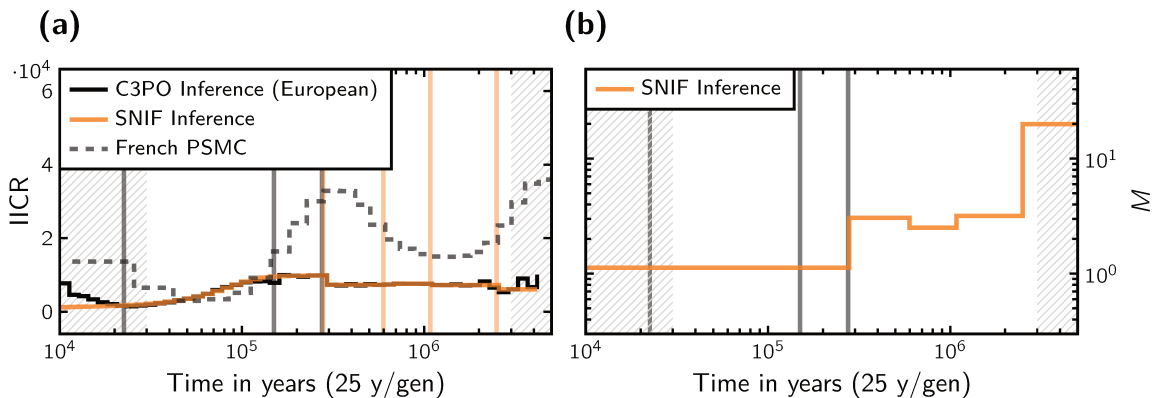 (a)
·10⁴
6
4
2
0
IICR
C3PO Inference (European)
SNIF Inference
French PSMC
10⁴
10⁵
10⁶
Time in years (25 y/gen)
(b)
SNIF Inference
10¹
10⁰
M
10⁴
10⁵
10⁶
Time in years (25 y/gen)